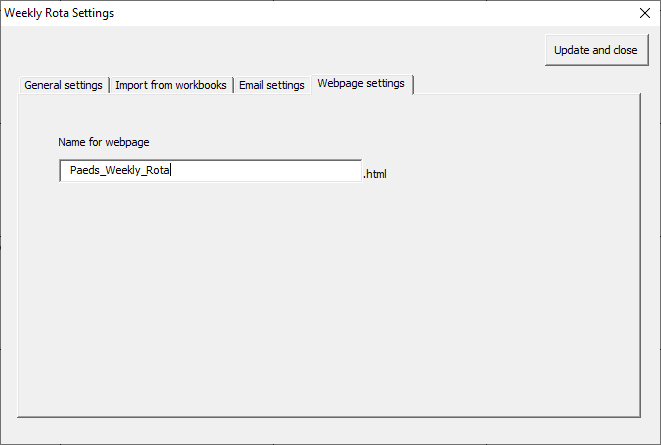 Weekly Rota Settings
Update and close
General settings
Import from workbooks
Email settings
Webpage settings
Name for webpage
Paeds_Weekly_Rota
.html